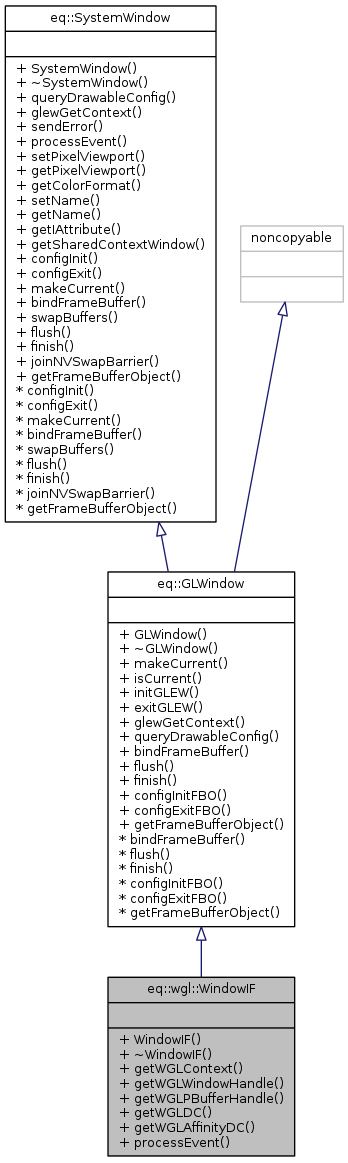 eq::SystemWindow
+ SystemWindow()
+ ~SystemWindow()
+ queryDrawableConfig()
+ glewGetContext()
+ sendError()
+ processEvent()
+ setPixelViewport()
+ getPixelViewport()
+ getColorFormat()
+ setName()
+ getName()
+ getIAttribute()
+ getSharedContextWindow()
+ configInit()
+ configExit()
+ makeCurrent()
+ bindFrameBuffer()
+ swapBuffers()
+ flush()
+ finish()
+ joinNVSwapBarrier()
+ getFrameBufferObject()
* configInit()
* configExit()
* makeCurrent()
* bindFrameBuffer()
* swapBuffers()
* flush()
* finish()
* joinNVSwapBarrier()
* getFrameBufferObject()
noncopyable
eq::GLWindow
+ GLWindow()
+ ~GLWindow()
+ makeCurrent()
+ isCurrent()
+ initGLEW()
+ exitGLEW()
+ glewGetContext()
+ queryDrawableConfig()
+ bindFrameBuffer()
+ flush()
+ finish()
+ configInitFBO()
+ configExitFBO()
+ getFrameBufferObject()
* bindFrameBuffer()
* flush()
* finish()
* configInitFBO()
* configExitFBO()
* getFrameBufferObject()
eq::wgl::WindowIF
+ WindowIF()
+ ~WindowIF()
+ getWGLContext()
+ getWGLWindowHandle()
+ getWGLPBufferHandle()
+ getWGLDC()
+ getWGLAffinityDC()
+ processEvent()